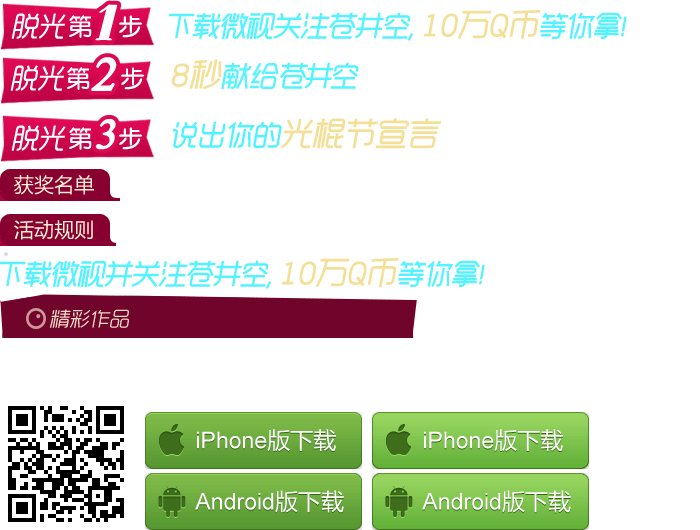 脱光第1步 下载微视关注苍井空, 10万Q币等你拿!
脱光第2步 8秒献给苍井空
脱光第3步 说出你的光棍节宣言
获奖名单
活动规则
下载微视并关注苍井空, 10万Q币等你拿!
精彩作品
iPhone版下载 iPhone版下载
Android版下载 Android版下载